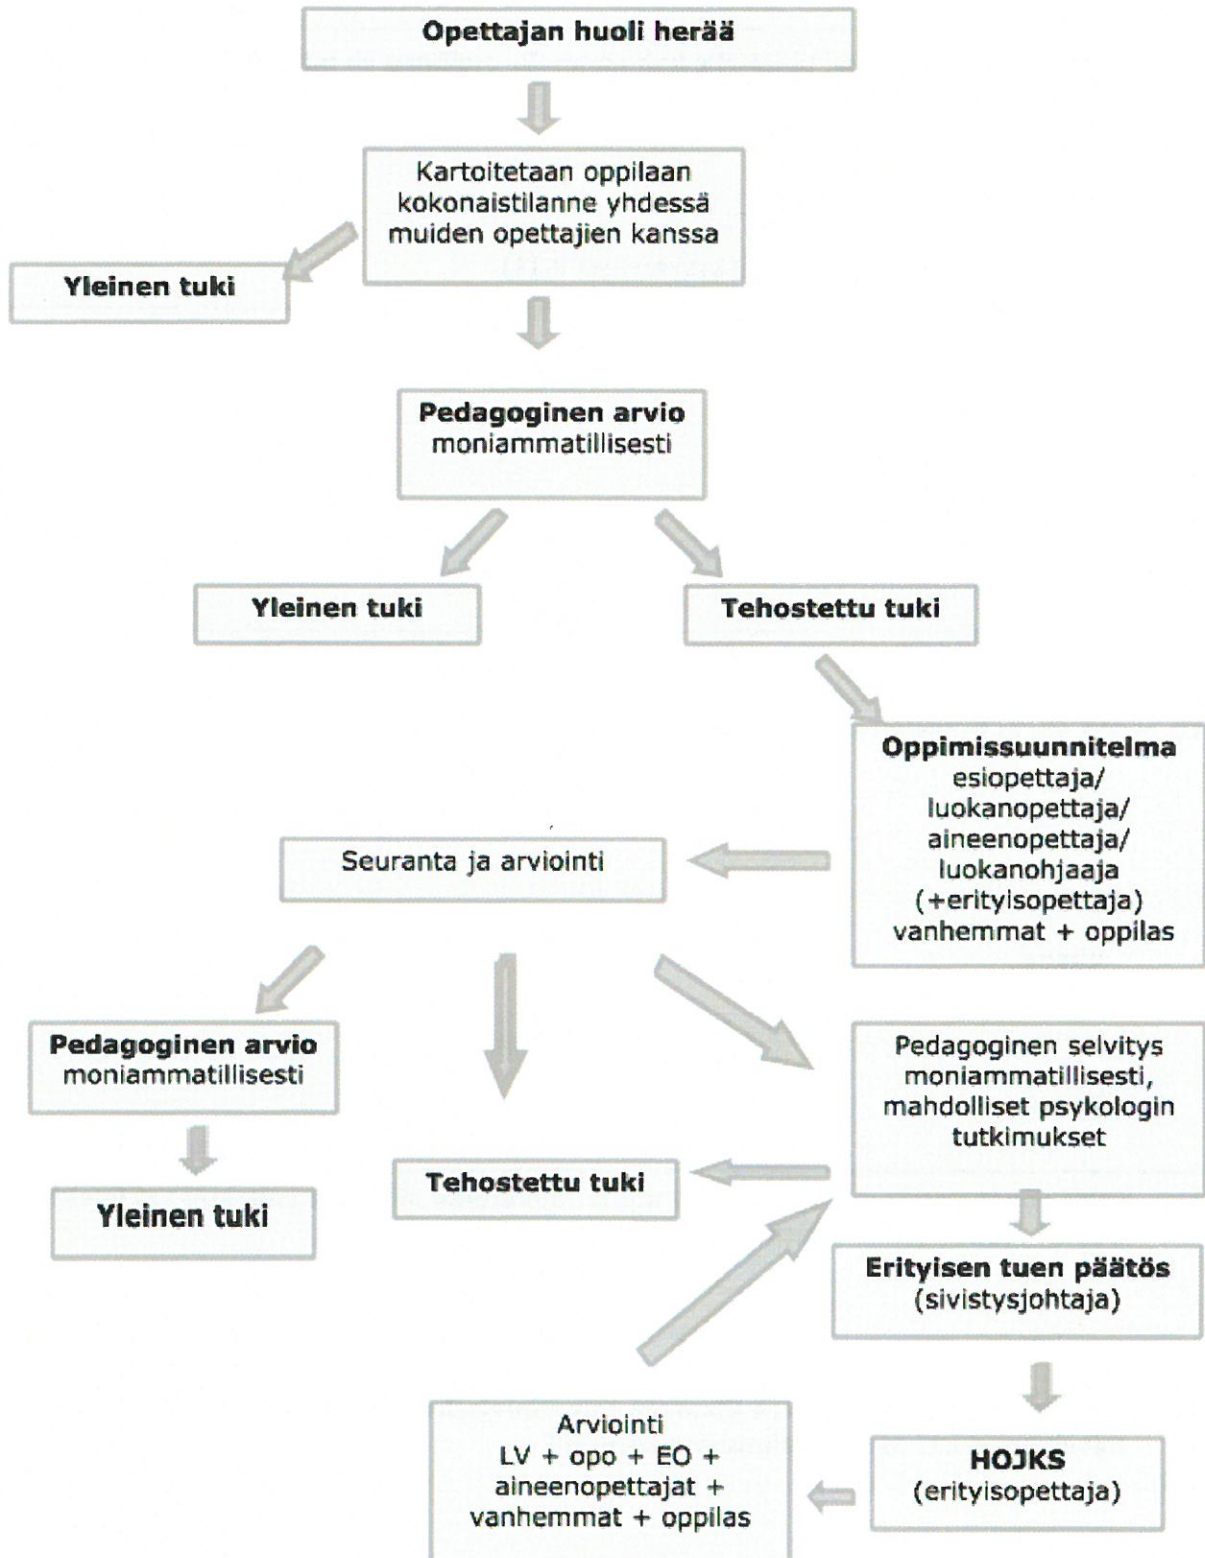 Opettajan huoli herää
Kartoitetaan oppilaan
kokonaistilanne yhdessä
muiden opettajien kanssa
Yleinen tuki
Pedagoginen arvio
moniammatillisesti
Yleinen tuki
Tehostettu tuki
Oppimissuunnitelma
esiopettaja/
luokanopettaja/
aineenopettaja/
luokanohjaaja
(+erityisopettaja)
vanhemmat + oppilas
Seuranta ja arviointi
Pedagoginen arvio
moniammatillisesti
Pedagoginen selvitys
moniammatillisesti,
mahdolliset psykologin
tutkimukset
Tehostettu tuki
Yleinen tuki
Erityisen tuen päätös
(sivistysjohtaja)
HOJKS
(erityisopettaja)
Arviointi
LV + opo + EO +
aineenopettajat +
vanhemmat + oppilas